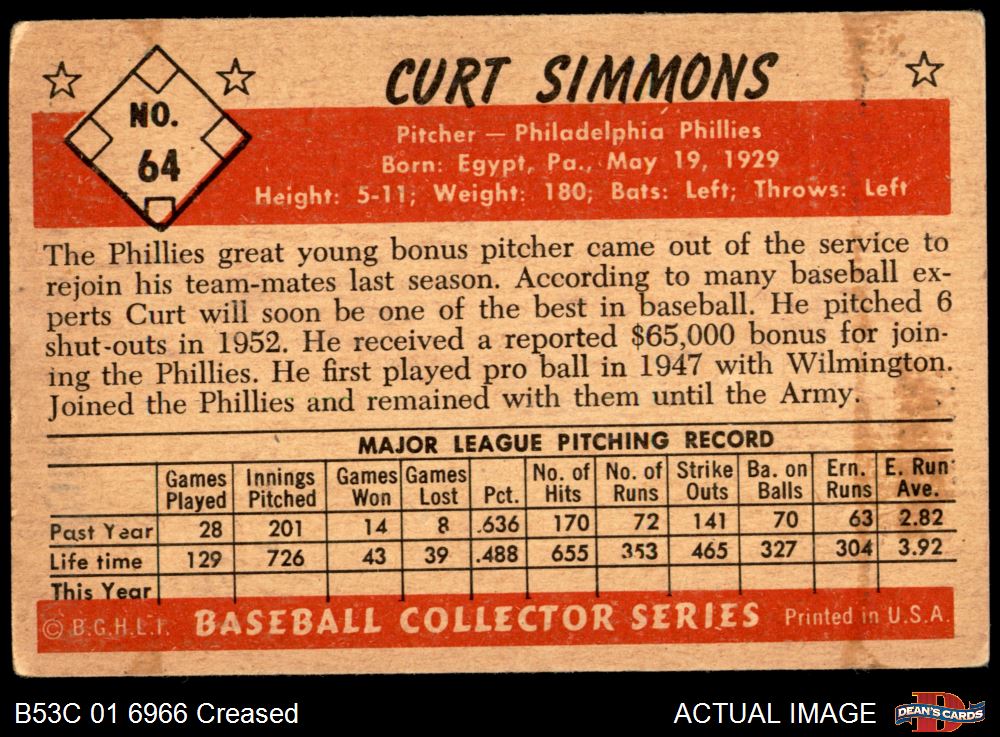 CURT SIMMONS
NO.
64
Pitcher — Philadelphia Phillies
Born: Egypt, Pa., May 19, 1929
Height: 5-11; Weight: 180; Bats: Left; Throws: Left
The Phillies great young bonus pitcher came out of the service to
rejoin his team-mates last season. According to many baseball ex-
perts Curt will soon be one of the best in baseball. He pitched 6
shut-outs in 1952. He received a reported $65,000 bonus for join-
ing the Phillies. He first played pro ball in 1947 with Wilmington.
Joined the Phillies and remained with them until the Army.
MAJOR LEAGUE PITCHING RECORD
Games Played Innings Pitched Games Won Games Lost Pct. No. of Hits No. of Runs Strike Outs Ba. on Balls Ern. Runs E. Run Ave.
Past Year 28 201 14 8 .636 170 72 141 70 63 2.82
Life time 129 726 43 39 .488 655 353 465 327 304 3.92
This Year
© B.G.H.L.I. BASEBALL COLLECTOR SERIES Printed in U.S.A.
B53C 01 6966 Creased ACTUAL IMAGE DEAN'S CARDS